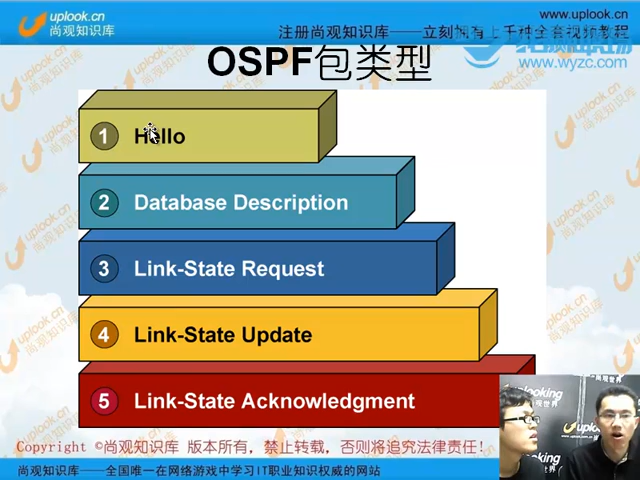 uplook.cn
尚观知识库
www.uplook.cn
注册尚观知识库——立刻拥有上千种全套视频教程
www.wyzc.com
OSPF包类型
1 Hello
2 Database Description
3 Link-State Request
4 Link-State Update
5 Link-State Acknowledgment
Copyright ©尚观知识库 版本所有，禁止转载，否则将追究法律责任!
尚观知识库——全国唯一在网络游戏中学习IT职业知识权威的网站